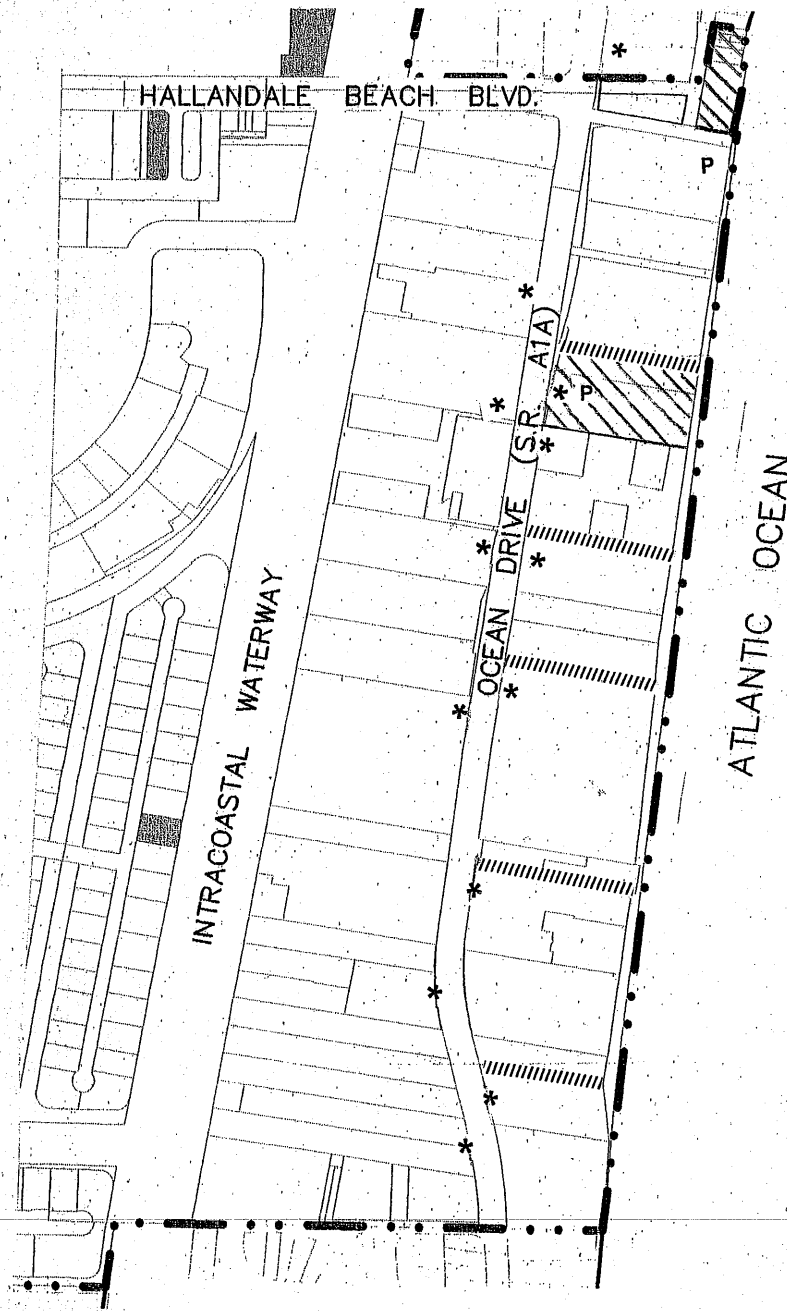 HALLANDALE BEACH BLVD.
P
OCEAN DRIVE (S.R. A1A)
P
INTRACOASTAL WATERWAY
ATLANTIC OCEAN